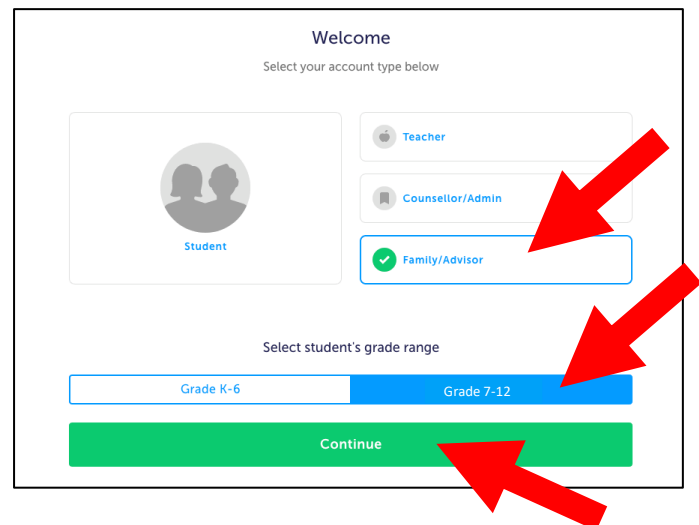 Welcome
Select your account type below
Student
Teacher
Counsellor/Admin
Family/Advisor
Select student's grade range
Grade K-6
Grade 7-12
Continue